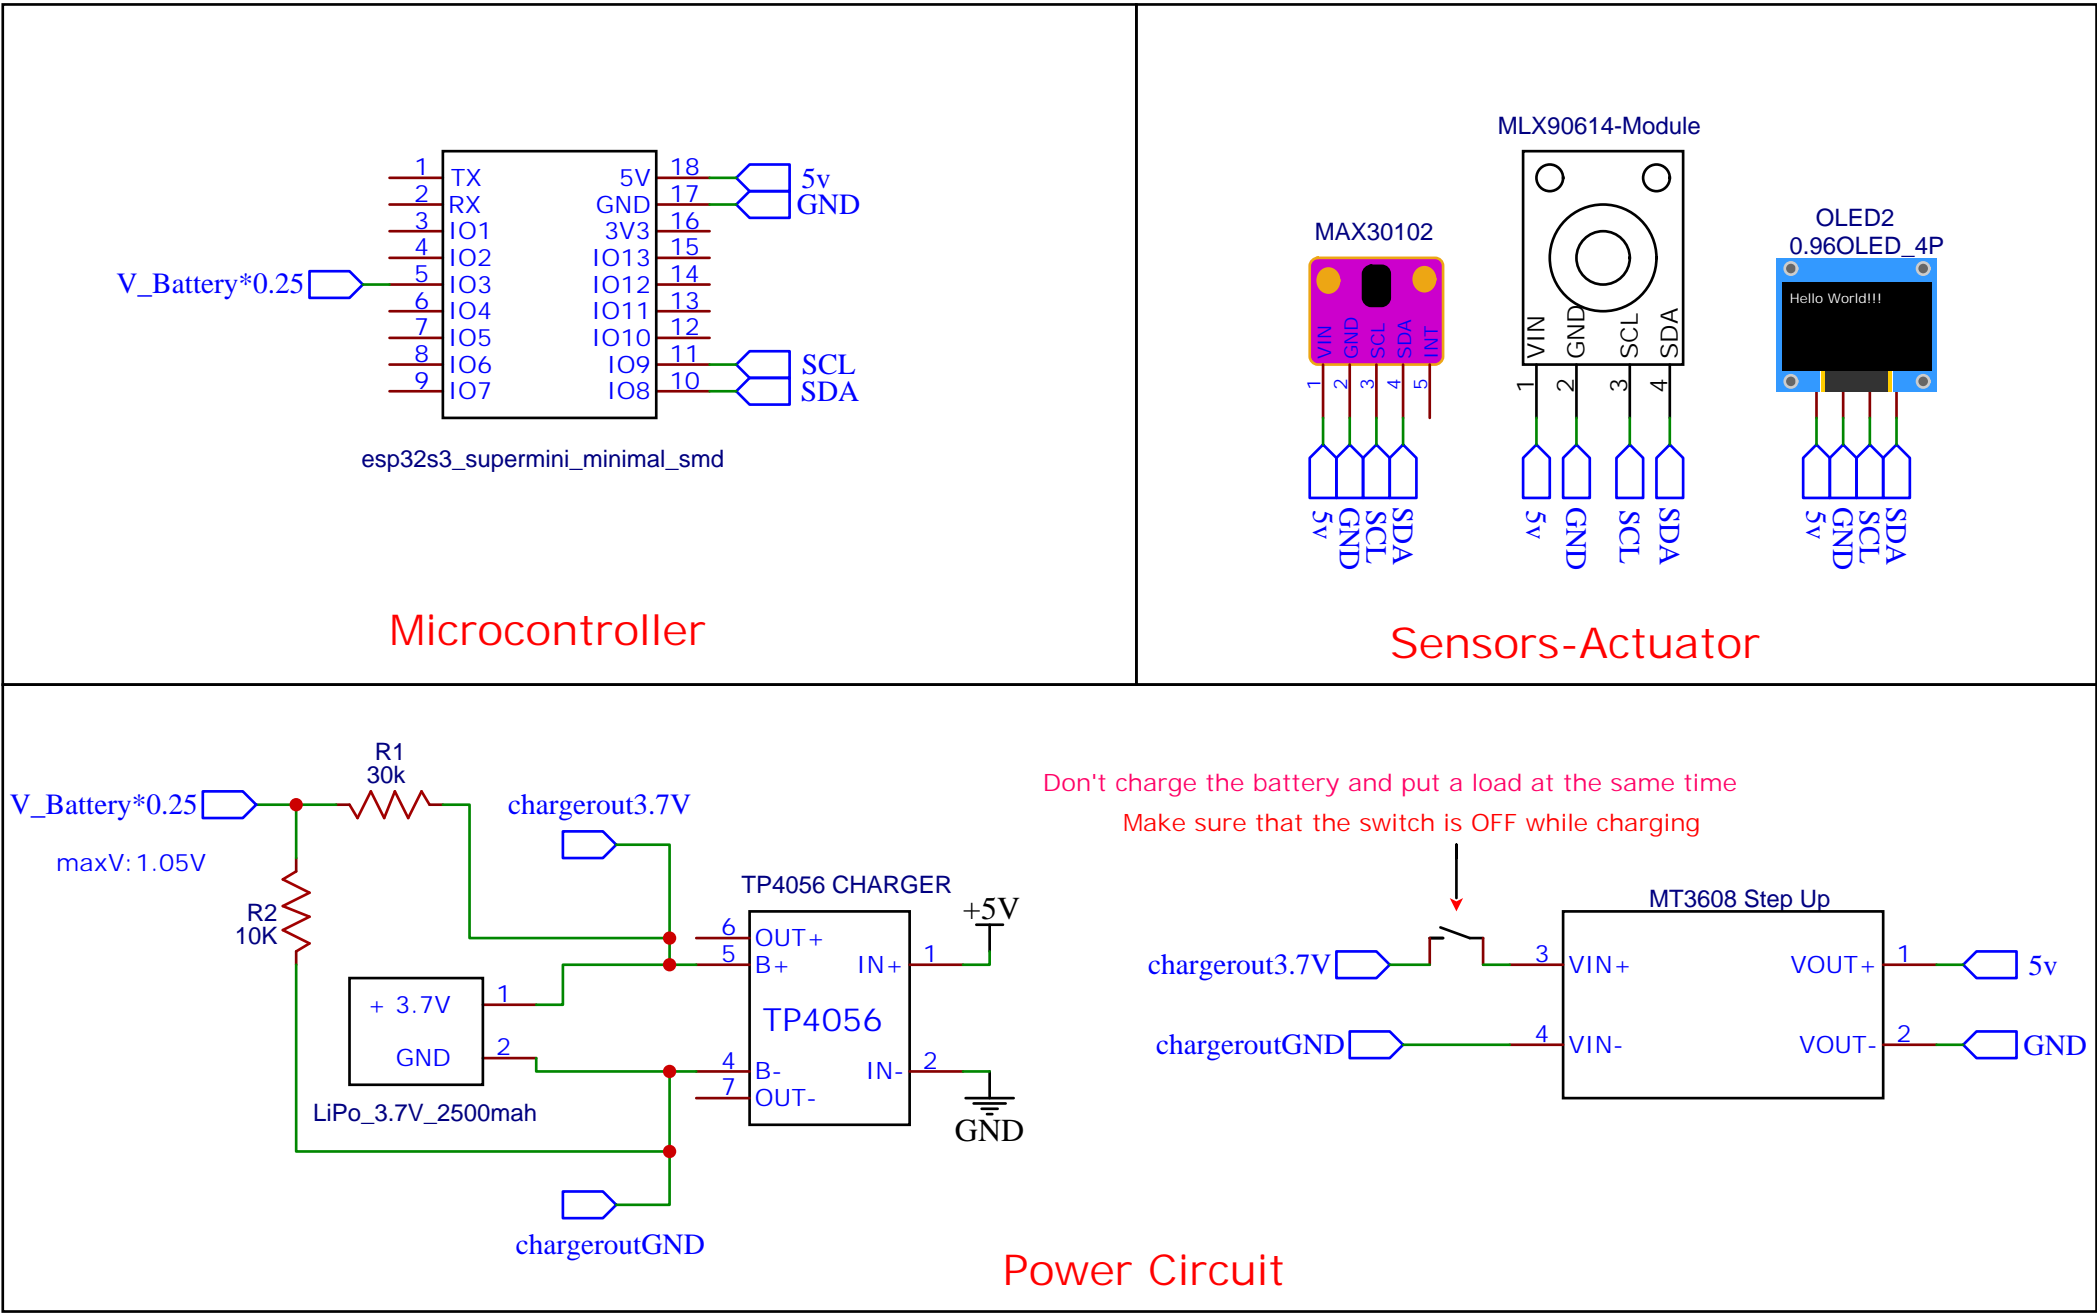 1 TX
2 RX
3 IO1
4 IO2
V_Battery*0.25 5 IO3
6 IO4
7 IO5
8 IO6
9 IO7
5V 18 5v
GND 17 GND
3V3 16
IO13 15
IO12 14
IO11 13
IO10 12
IO9 11 SCL
IO8 10 SDA
esp32s3_supermini_minimal_smd
Microcontroller
MAX30102
VIN GND SCL SDA INT
1 2 3 4 5
5v GND SCL SDA
MLX90614-Module
VIN GND SCL SDA
1 2 3 4
5v GND SCL SDA
OLED2
0.96OLED_4P
Hello World!!!
5v GND SCL SDA
Sensors-Actuator
R1
30k
V_Battery*0.25
maxV:1.05V
R2
10K
chargerout3.7V
+ 3.7V 1
GND 2
LiPo_3.7V_2500mah
chargeroutGND
TP4056 CHARGER
6 OUT+
5 B+
IN+ 1
+5V
TP4056
4 B-
7 OUT-
IN- 2
GND
Don't charge the battery and put a load at the same time
Make sure that the switch is OFF while charging
MT3608 Step Up
chargerout3.7V 3 VIN+
VOUT+ 1 5v
chargeroutGND 4 VIN-
VOUT- 2 GND
Power Circuit